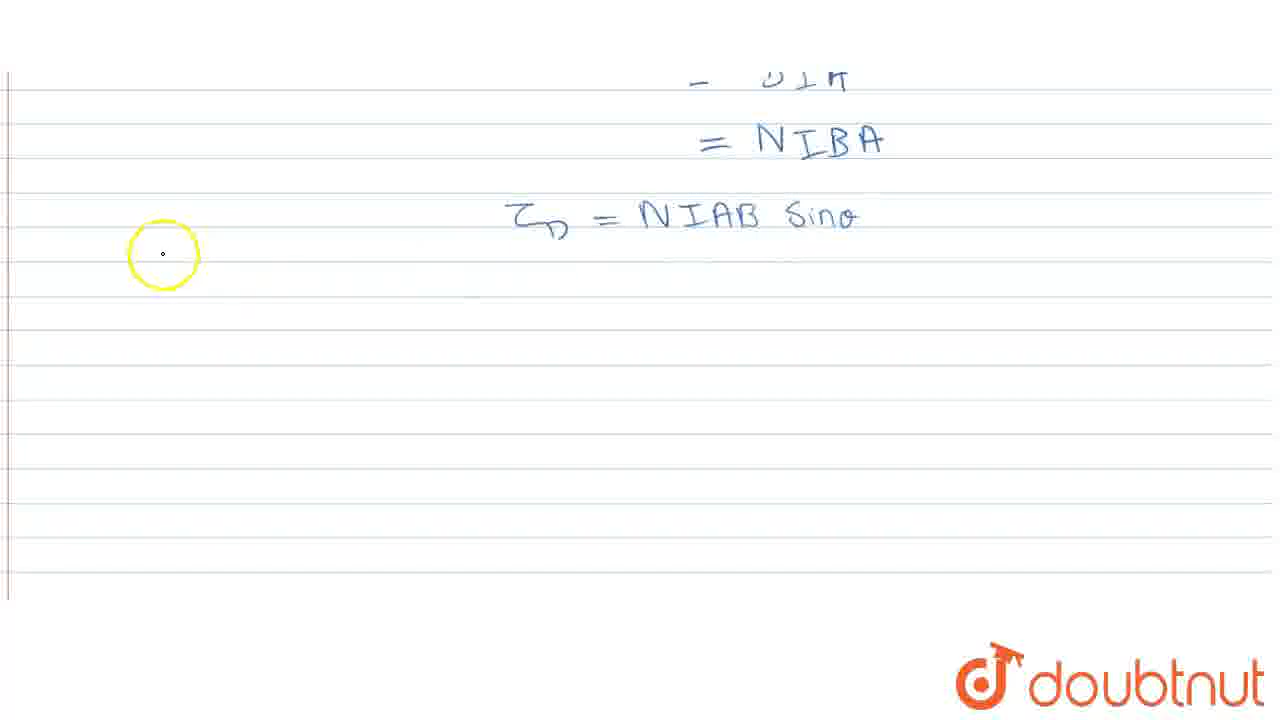 = NIBA
τ_D = NIAB Sinθ
doubtnut